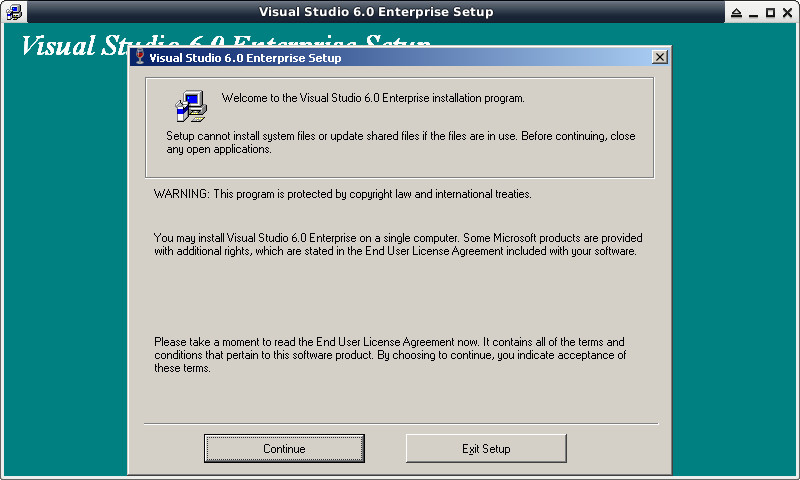 Visual Studio 6.0 Enterprise Setup
Visual Studio 6.0 Enterprise Setup
Visual Studio 6.0 Enterprise Setup
Welcome to the Visual Studio 6.0 Enterprise installation program.
Setup cannot install system files or update shared files if the files are in use. Before continuing, close
any open applications.
WARNING: This program is protected by copyright law and international treaties.
You may install Visual Studio 6.0 Enterprise on a single computer. Some Microsoft products are provided
with additional rights, which are stated in the End User License Agreement included with your software.
Please take a moment to read the End User License Agreement now. It contains all of the terms and
conditions that pertain to this software product. By choosing to continue, you indicate acceptance of
these terms.
Continue
Exit Setup